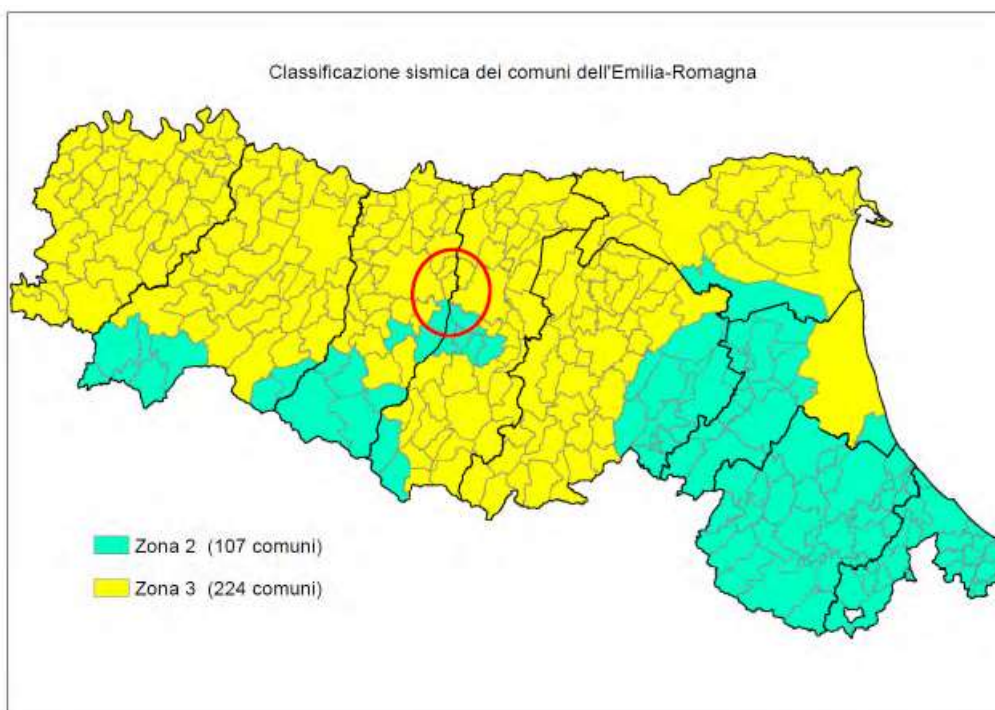 Classificazione sismica dei comuni dell'Emilia-Romagna
Zona 2 (107 comuni)
Zona 3 (224 comuni)